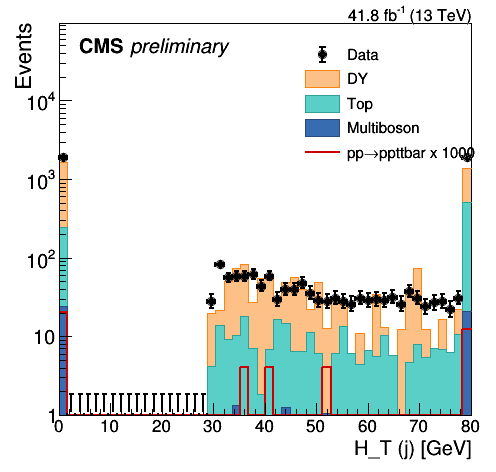 41.8 fb⁻¹ (13 TeV)
CMS preliminary
Events
Data
DY
Top
Multiboson
pp→ppttbar x 1000
10⁴
10³
10²
10
1
0 10 20 30 40 50 60 70 80
H_T (j) [GeV]